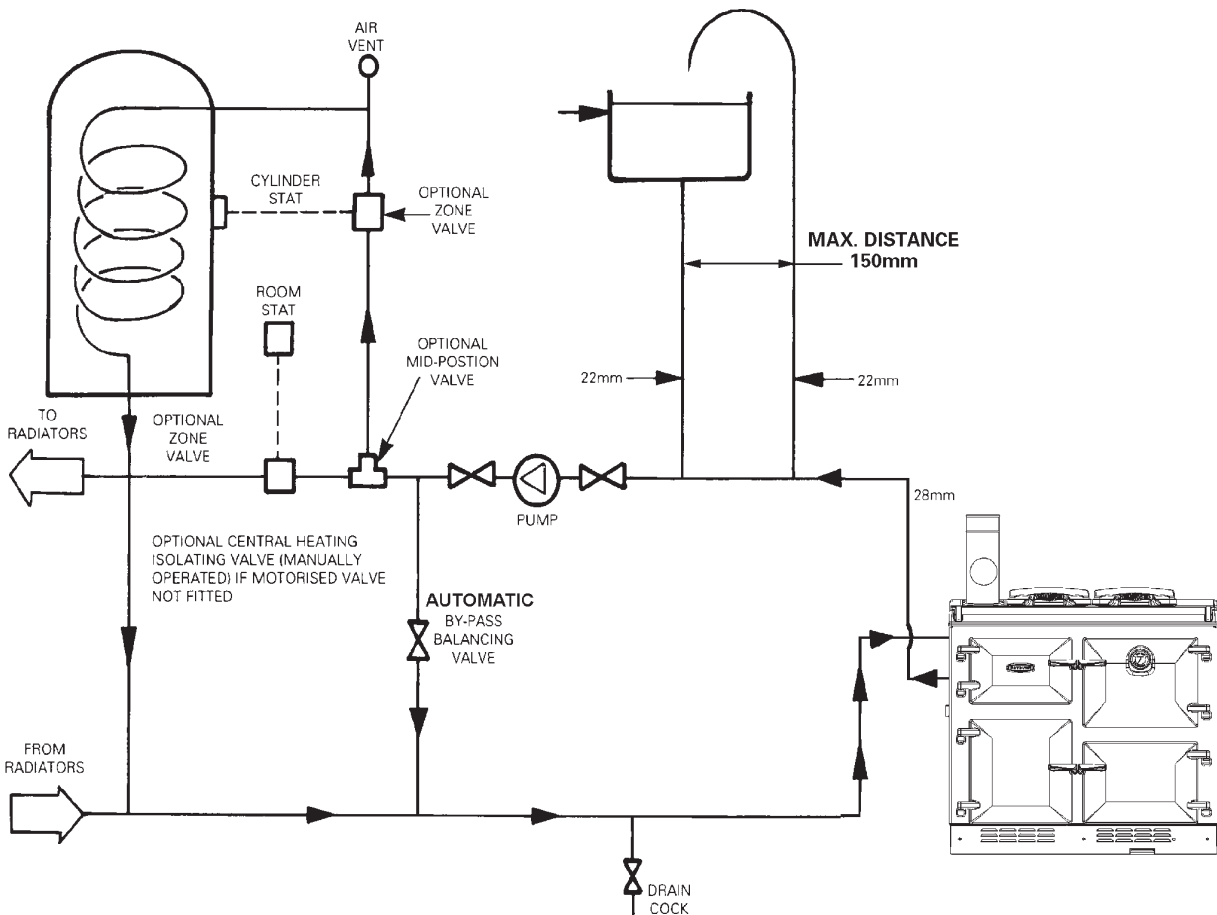 AIR
VENT
CYLINDER
STAT
OPTIONAL
ZONE
VALVE
MAX. DISTANCE
150mm
ROOM
STAT
OPTIONAL
MID-POSTION
VALVE
22mm
22mm
TO
RADIATORS
OPTIONAL
ZONE
VALVE
28mm
PUMP
OPTIONAL CENTRAL HEATING
ISOLATING VALVE (MANUALLY
OPERATED) IF MOTORISED VALVE
NOT FITTED
AUTOMATIC
BY-PASS
BALANCING
VALVE
FROM
RADIATORS
DRAIN
COCK